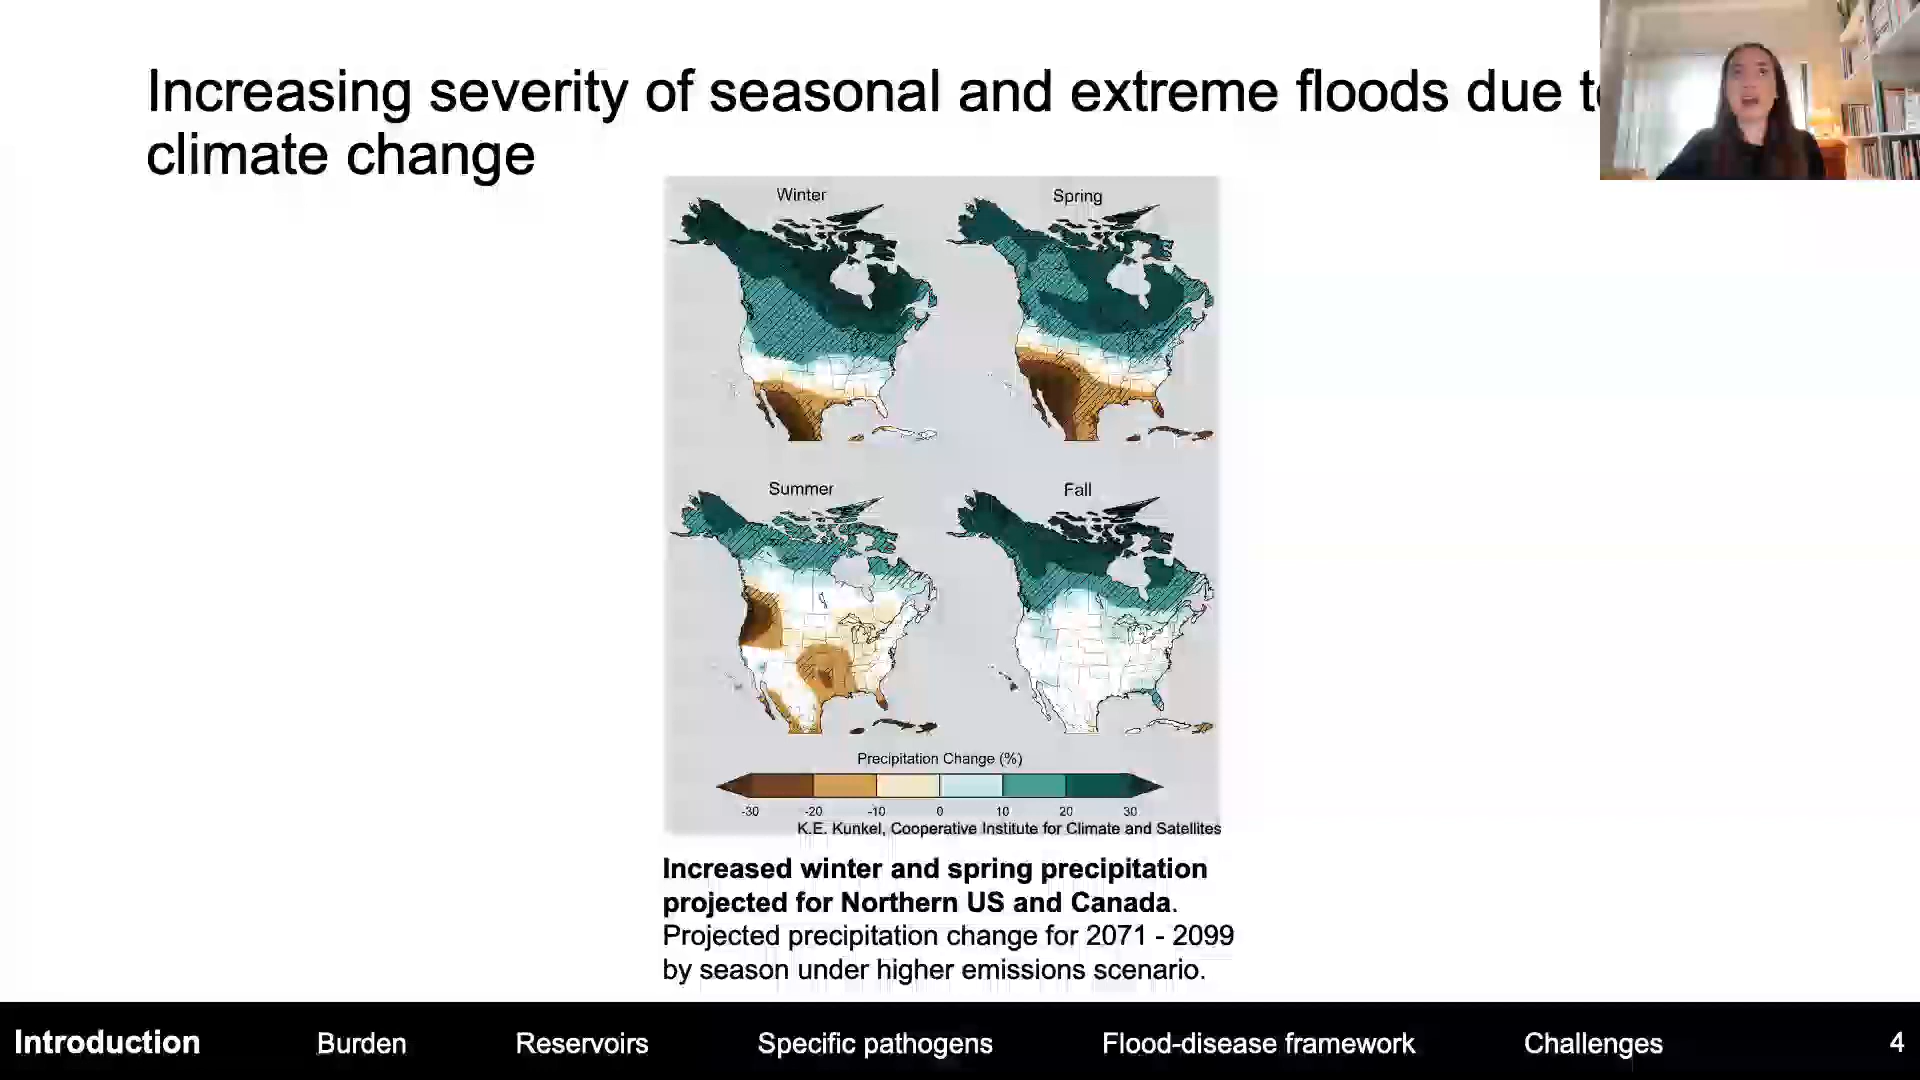 Increasing severity of seasonal and extreme floods due
climate change
Winter
Spring
Summer
Fall
Precipitation Change (%)
-30 -20 -10 0 10 20 30
K.E. Kunkel, Cooperative Institute for Climate and Satellites
Increased winter and spring precipitation
projected for Northern US and Canada.
Projected precipitation change for 2071 - 2099
by season under higher emissions scenario.
Introduction Burden Reservoirs Specific pathogens Flood-disease framework Challenges 4